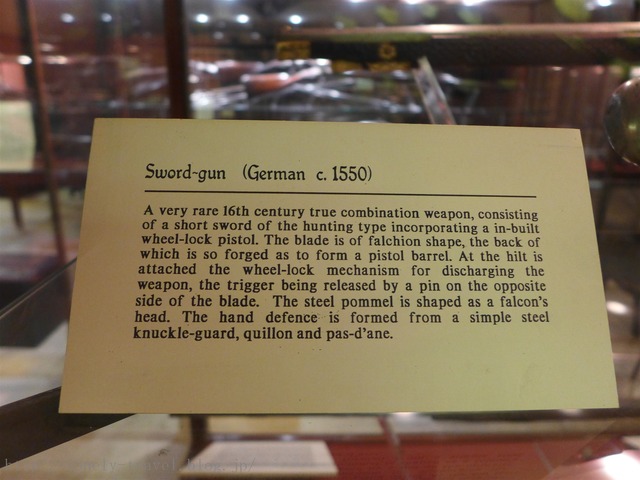 Sword-gun (German c. 1550)
A very rare 16th century true combination weapon, consisting
of a short sword of the hunting type incorporating a in-built
wheel-lock pistol. The blade is of falchion shape, the back of
which is so forged as to form a pistol barrel. At the hilt is
attached the wheel-lock mechanism for discharging the
weapon, the trigger being released by a pin on the opposite
side of the blade. The steel pommel is shaped as a falcon's
head. The hand defence is formed from a simple steel
knuckle-guard, quillon and pas-d'ane.